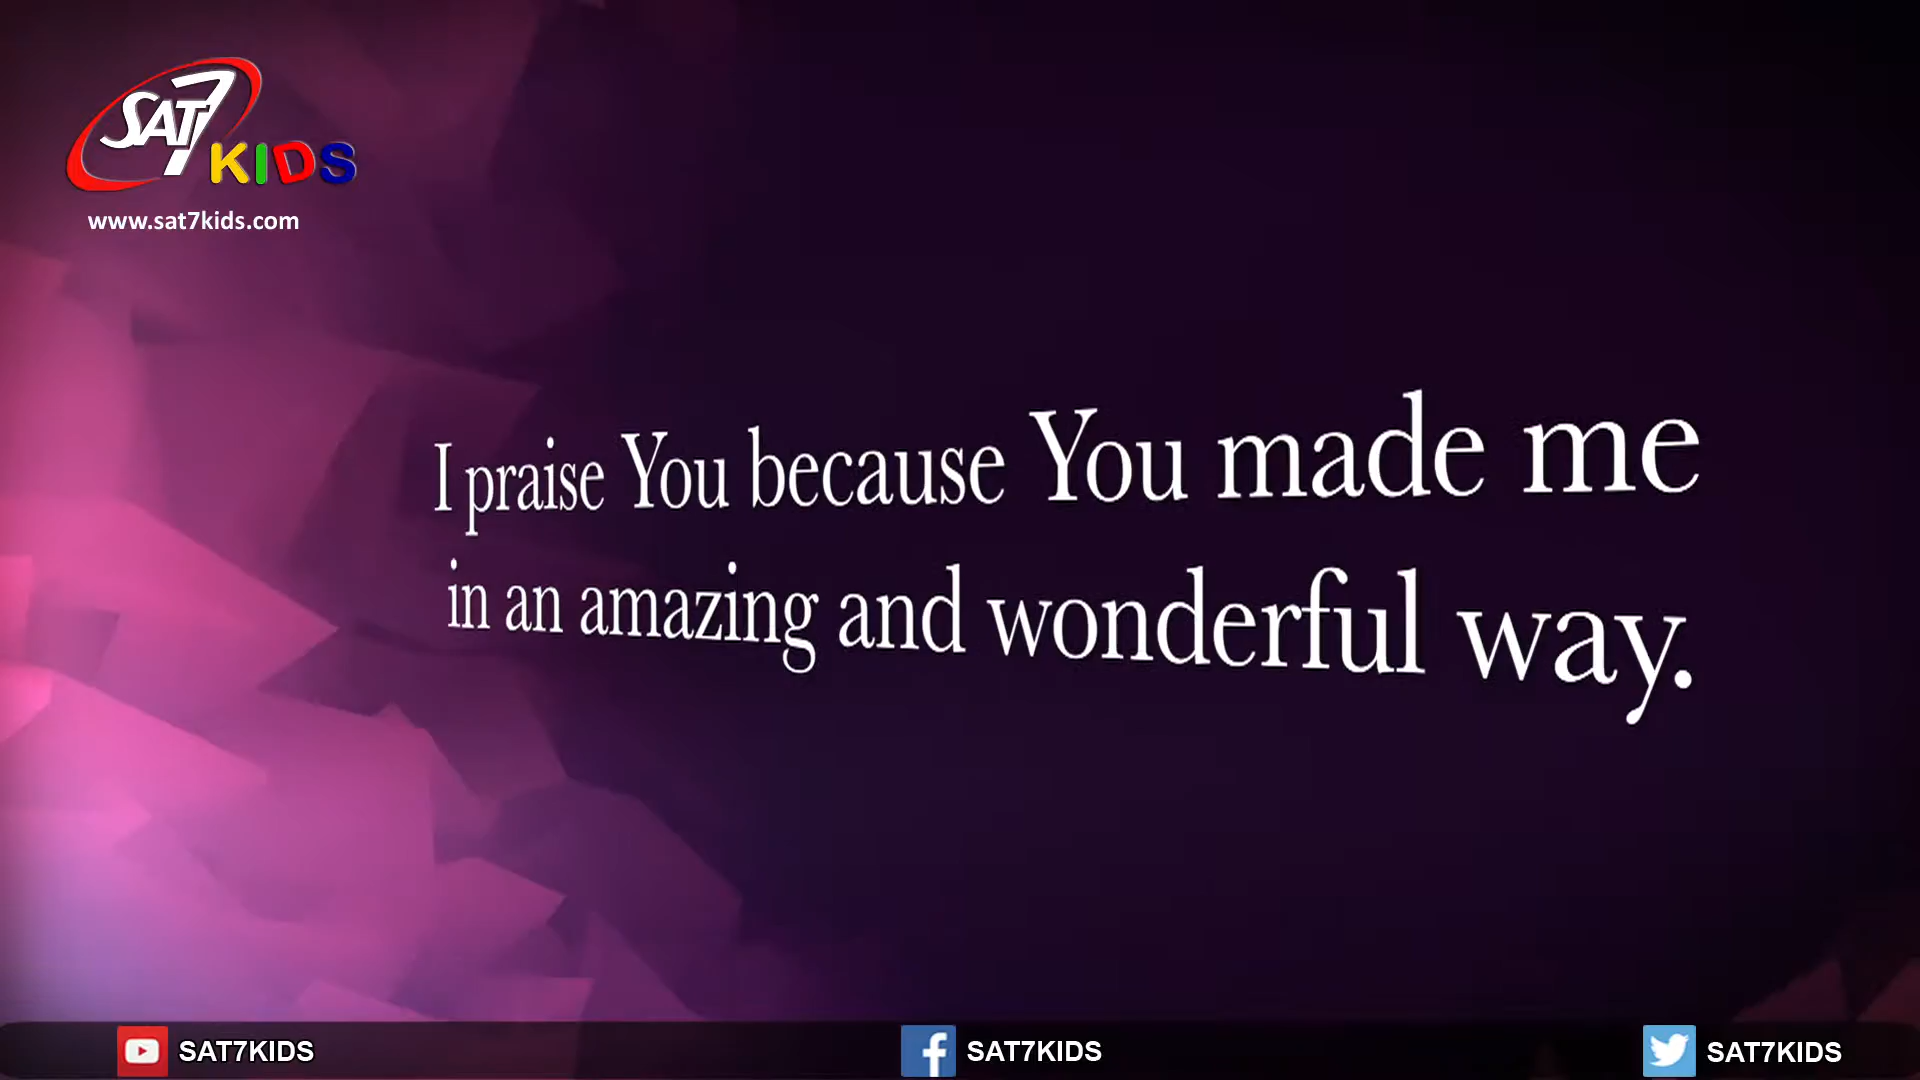 SAT7
KIDS
www.sat7kids.com
I praise You because You made me
in an amazing and wonderful way.
SAT7KIDS
SAT7KIDS
SAT7KIDS